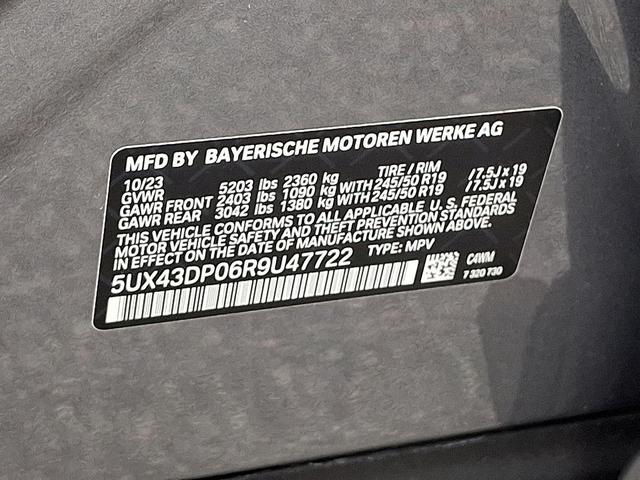 MFD BY BAYERISCHE MOTOREN WERKE AG
10/23 TIRE / RIM
GVWR 5203 lbs 2360 kg
GAWR FRONT 2403 lbs 1090 kg WITH 245/50 R19 / 7.5J x 19
GAWR REAR 3042 lbs 1380 kg WITH 245/50 R19 / 7.5J x 19
THIS VEHICLE CONFORMS TO ALL APPLICABLE U. S. FEDERAL
MOTOR VEHICLE SAFETY AND THEFT PREVENTION STANDARDS
IN EFFECT ON THE DATE OF MANUFACTURE SHOWN ABOVE.
5UX43DP06R9U47722 TYPE: MPV
C4WM
7 320 730